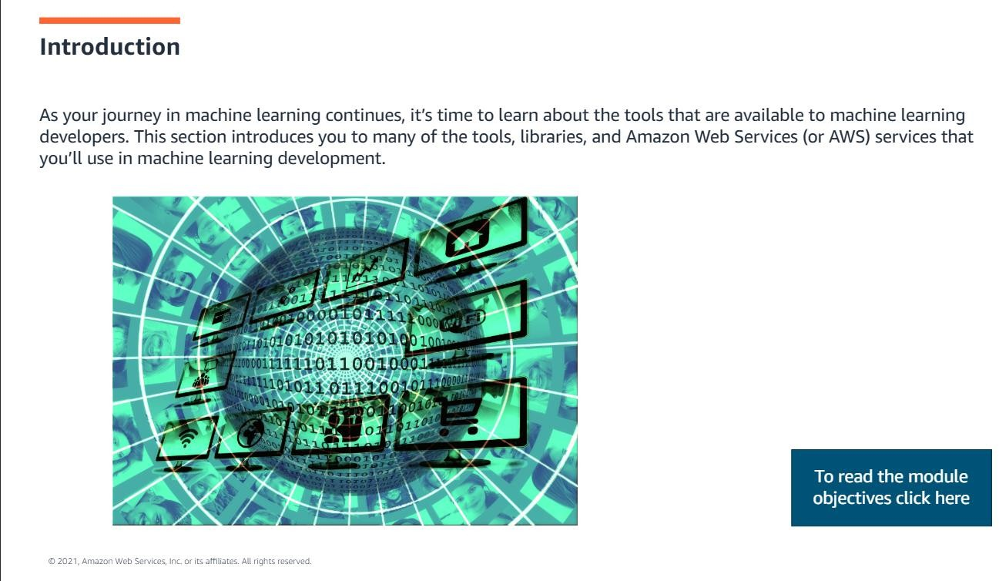 Introduction
As your journey in machine learning continues, it’s time to learn about the tools that are available to machine learning
developers. This section introduces you to many of the tools, libraries, and Amazon Web Services (or AWS) services that
you’ll use in machine learning development.
To read the module
objectives click here
© 2021, Amazon Web Services, Inc. or its affiliates. All rights reserved.